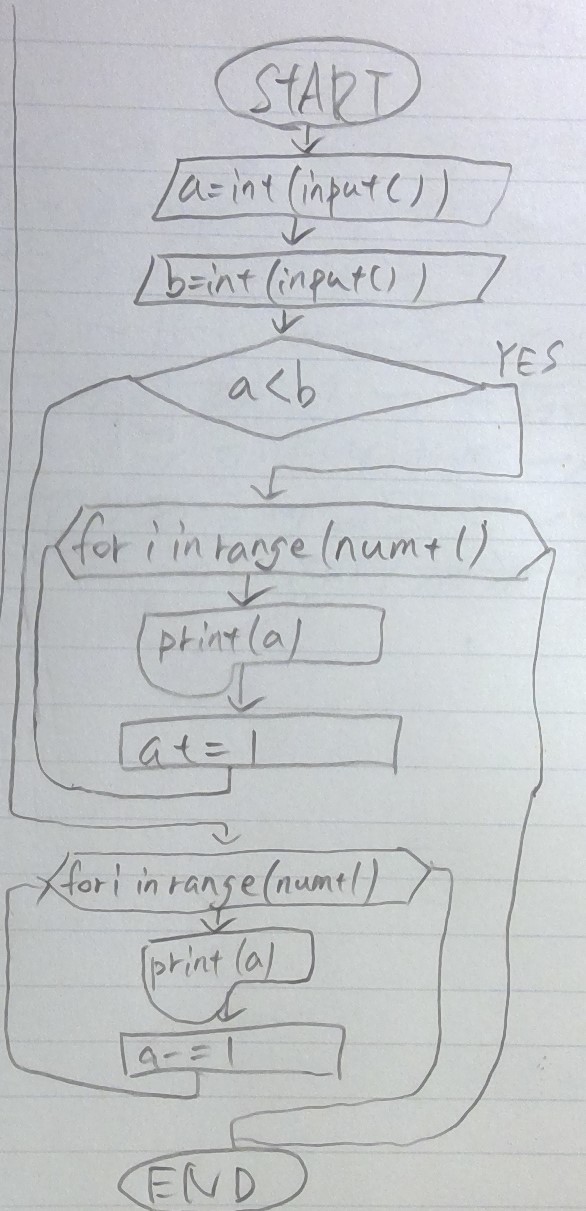 START
a=int(input())
b=int(input())
a<b
YES
for i in range(num+1)
print(a)
a+=1
for i in range(num+1)
print(a)
a-=1
END